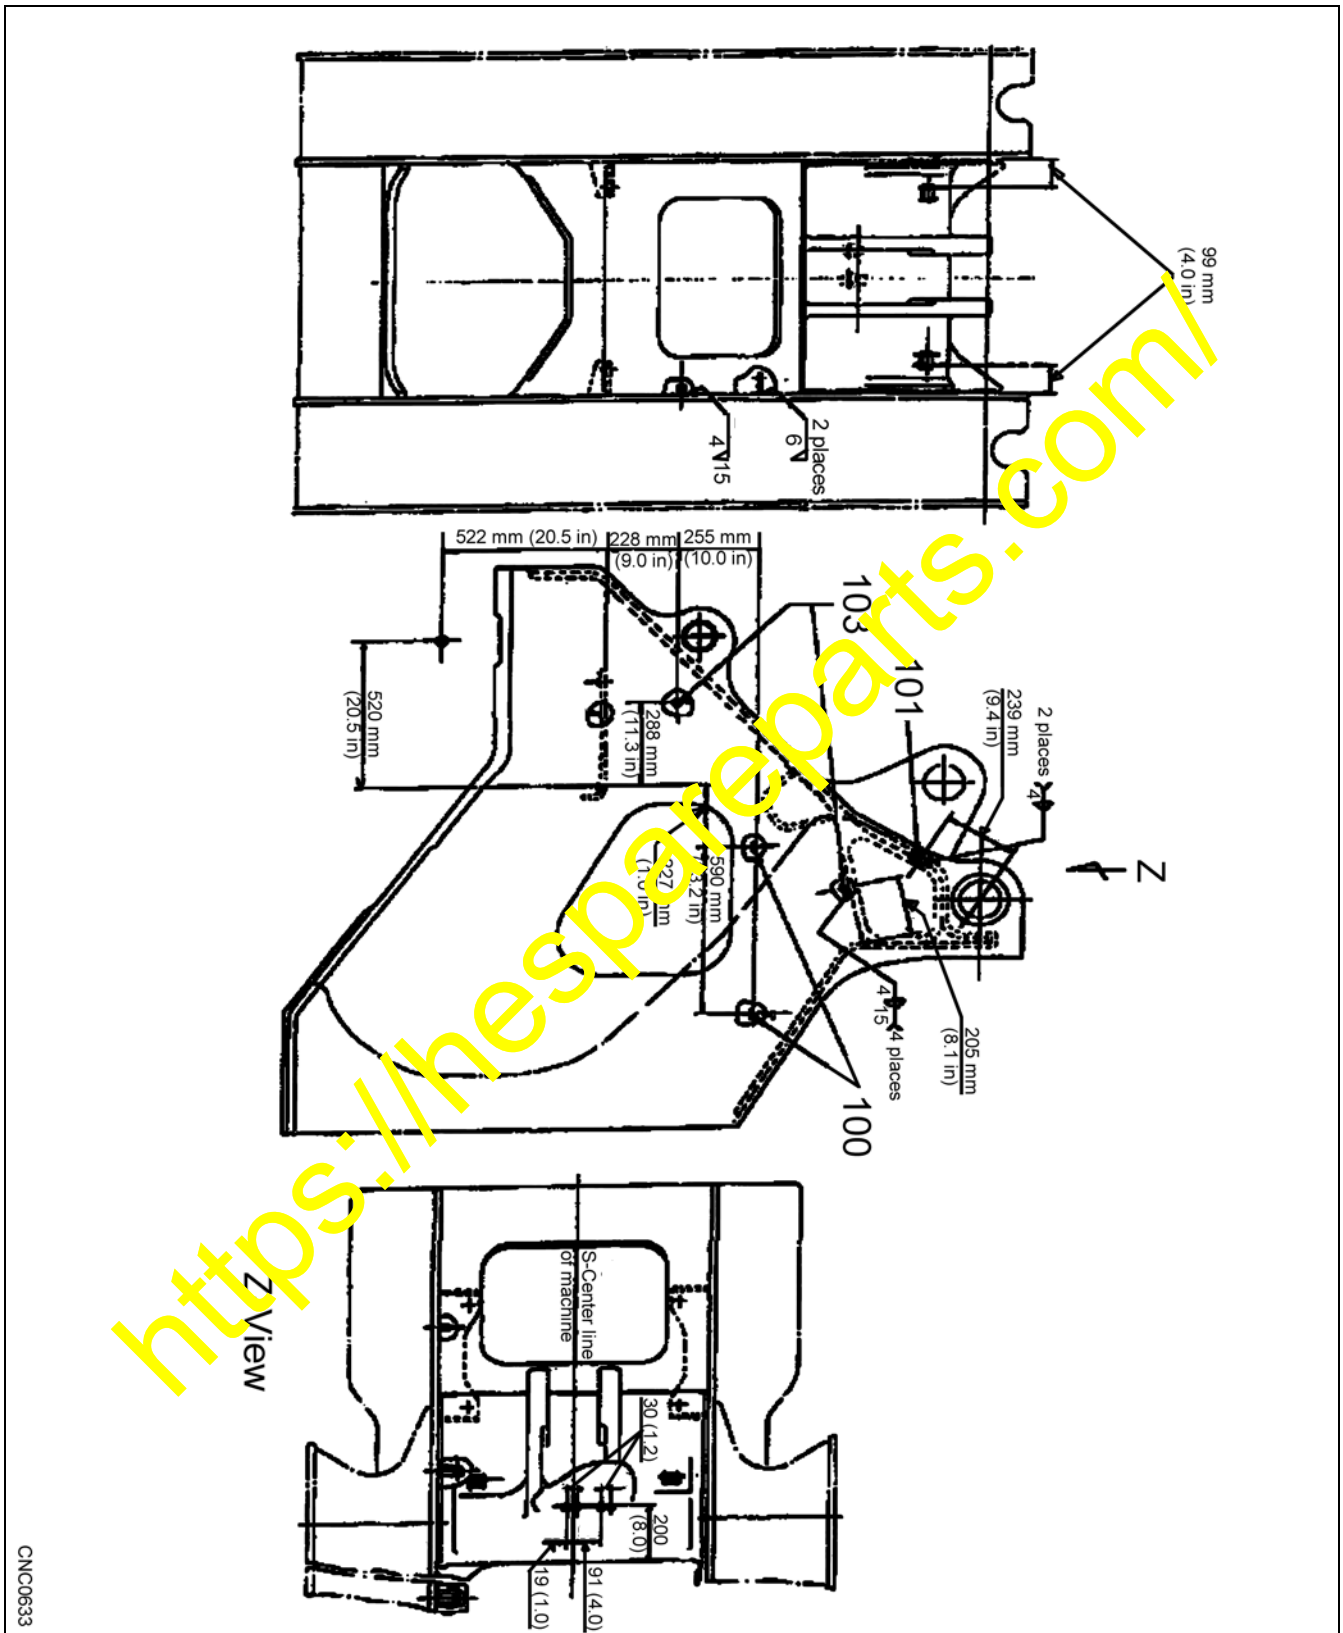 99 mm
(4.0 in)
2 places
6
4 15
522 mm (20.5 in)
228 mm
(9.0 in)
255 mm
(10.0 in)
520 mm
(20.5 in)
288 mm
(11.3 in)
103
101
239 mm
(9.4 in)
2 places
4
Z
590 mm
4 15
4 places
205 mm
(8.1 in)
100
Z View
S-Center line
of machine
30 (1.2)
200
(8.0)
91 (4.0)
19 (1.0)
CNC0633
https://hespareparts.com/